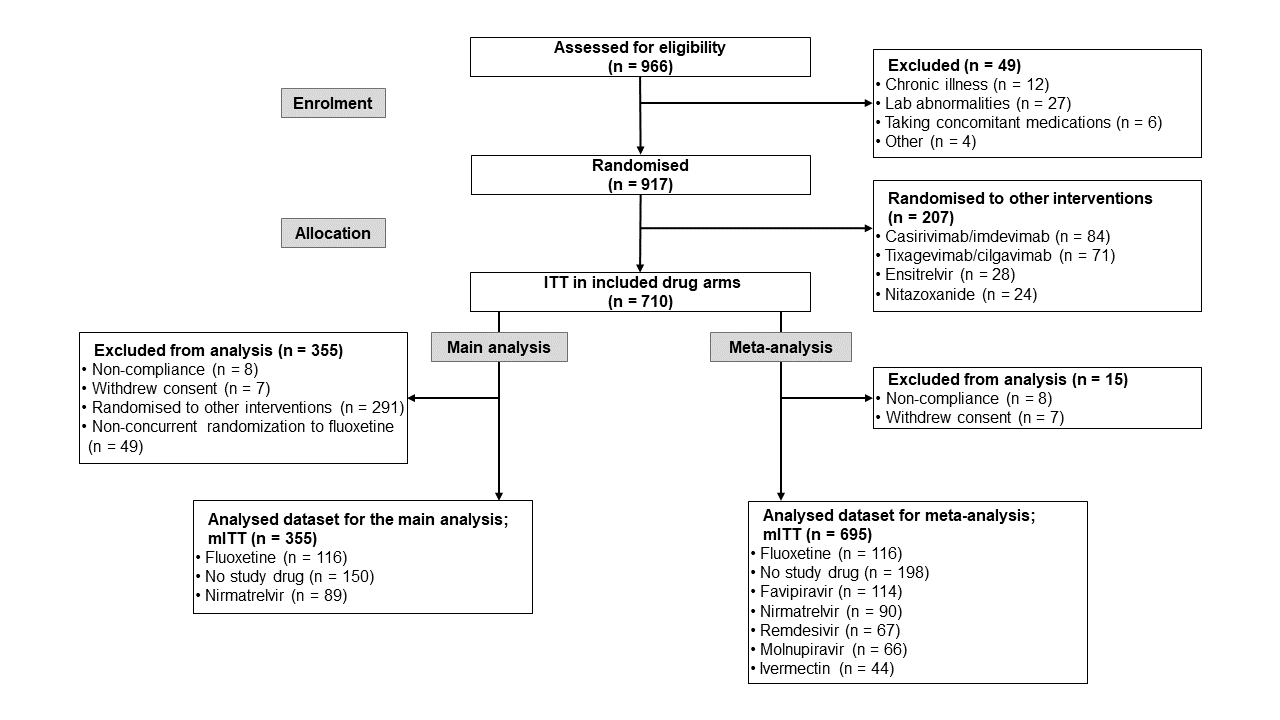 Assessed for eligibility
(n = 966)
Excluded (n = 49)
• Chronic illness (n = 12)
• Lab abnormalities (n = 27)
• Taking concomitant medications (n = 6)
• Other (n = 4)
Enrolment
Randomised
(n = 917)
Randomised to other interventions
(n = 207)
• Casirivimab/imdevimab (n = 84)
• Tixagevimab/cilgavimab (n = 71)
• Ensitrelvir (n = 28)
• Nitazoxanide (n = 24)
Allocation
ITT in included drug arms
(n = 710)
Main analysis
Meta-analysis
Excluded from analysis (n = 355)
• Non-compliance (n = 8)
• Withdrew consent (n = 7)
• Randomised to other interventions (n = 291)
• Non-concurrent randomization to fluoxetine
(n = 49)
Excluded from analysis (n = 15)
• Non-compliance (n = 8)
• Withdrew consent (n = 7)
Analysed dataset for the main analysis;
mITT (n = 355)
• Fluoxetine (n = 116)
• No study drug (n = 150)
• Nirmatrelvir (n = 89)
Analysed dataset for meta-analysis;
mITT (n = 695)
• Fluoxetine (n = 116)
• No study drug (n = 198)
• Favipiravir (n = 114)
• Nirmatrelvir (n = 90)
• Remdesivir (n = 67)
• Molnupiravir (n = 66)
• Ivermectin (n = 44)